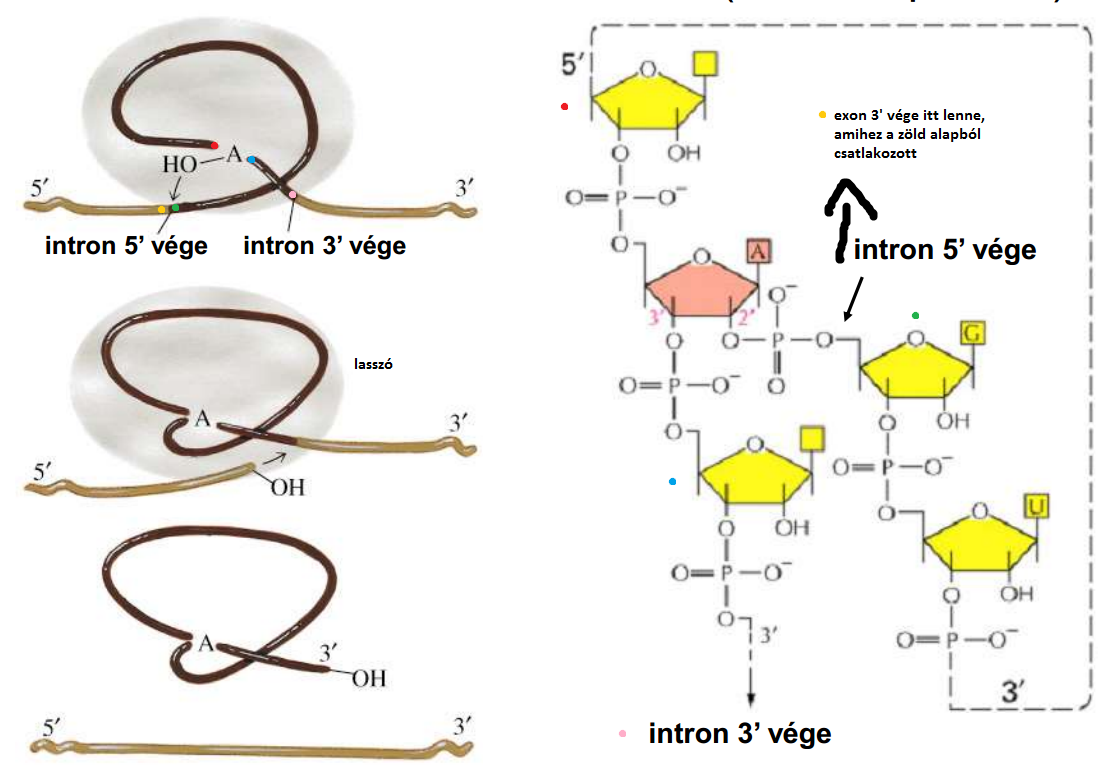 5′
3′
HO
A
intron 5’ vége
intron 3’ vége
lasszó
A
5′
3′
OH
A
3′
OH
5′
3′
5′
O
O
OH
O=P—O⁻
O
exon 3' vége itt lenne,
amihez a zöld alapból
csatlakozott
intron 5’ vége
O
A
3′
2′
O⁻
O
O
P
O
O
G
O=P—O⁻
O
O
OH
O
O
O=P—O⁻
O
U
O
OH
O
O
OH
O=P—O⁻
O
3′
O
O=P—O⁻
3′
intron 3’ vége